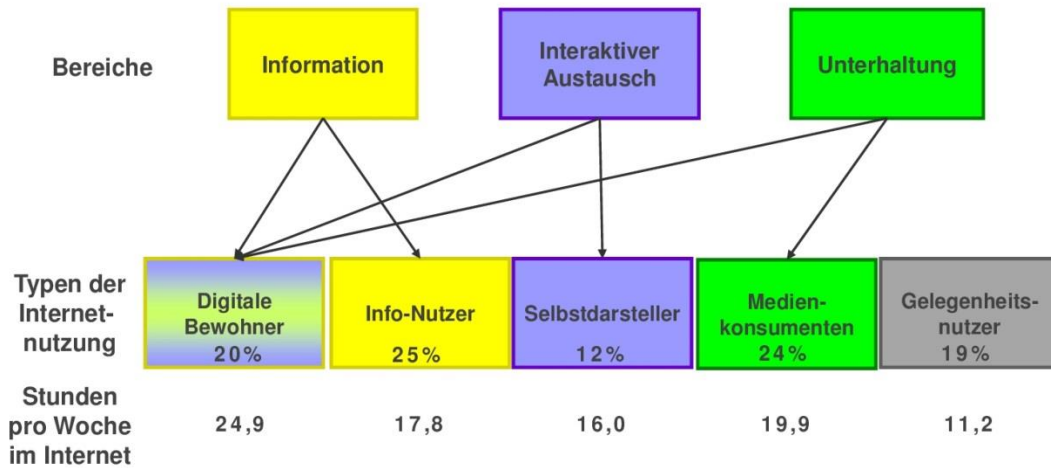 Bereiche
Information
Interaktiver
Austausch
Unterhaltung
Typen der
Internet-
nutzung
Digitale
Bewohner
20%
Info-Nutzer
25%
Selbstdarsteller
12%
Medien-
konsumenten
24%
Gelegenheits-
nutzer
19%
Stunden
pro Woche
im Internet
24,9
17,8
16,0
19,9
11,2